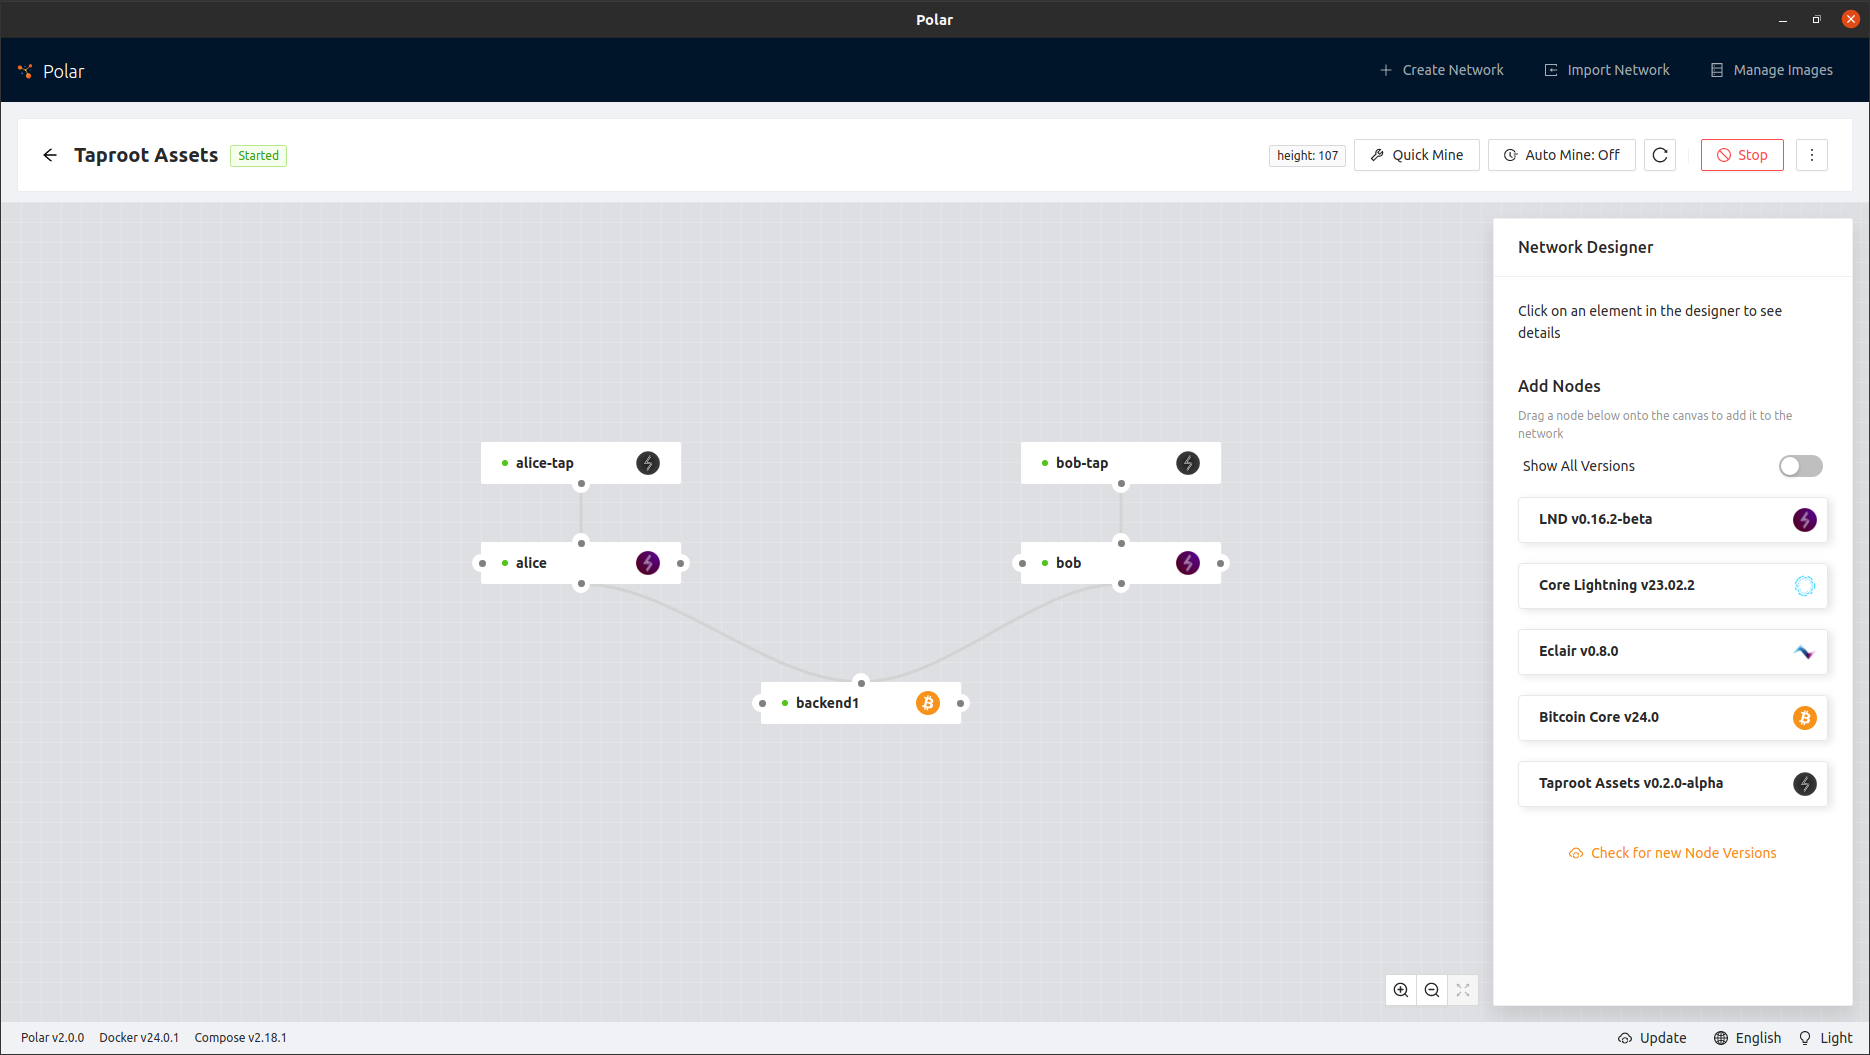 Polar
Polar
Create Network
Import Network
Manage Images
Taproot Assets
Started
height: 107
Quick Mine
Auto Mine: Off
Stop
Network Designer
Click on an element in the designer to see
details
Add Nodes
Drag a node below onto the canvas to add it to the
network
Show All Versions
LND v0.16.2-beta
Core Lightning v23.02.2
Eclair v0.8.0
Bitcoin Core v24.0
Taproot Assets v0.2.0-alpha
Check for new Node Versions
alice-tap
bob-tap
alice
bob
backend1
Polar v2.0.0
Docker v24.0.1
Compose v2.18.1
Update
English
Light